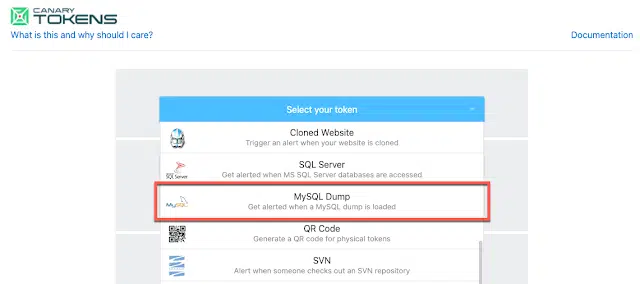 CANARY
TOKENS
What is this and why should I care?
Documentation
Select your token
Cloned Website
Trigger an alert when your website is cloned
SQL Server
SQL Server
Get alerted when MS SQL Server databases are accessed
MySQL Dump
MySQL
Get alerted when a MySQL dump is loaded
QR Code
Generate a QR code for physical tokens
SVN
Alert when someone checks out an SVN repository